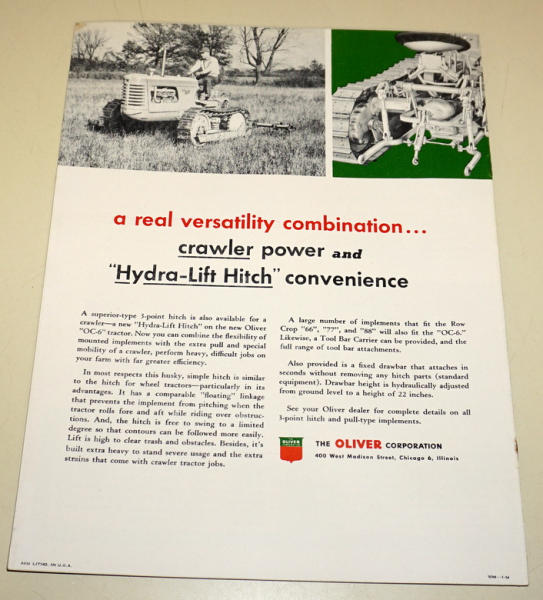 a real versatility combination...
crawler power and
"Hydra-Lift Hitch" convenience
A superior-type 3-point hitch is also available for a
crawler—a new "Hydra-Lift Hitch" on the new Oliver
"OC-6" tractor. Now you can combine the flexibility of
mounted implements with the extra pull and special
mobility of a crawler, perform heavy, difficult jobs on
your farm with far greater efficiency.
In most respects this husky, simple hitch is similar
to the hitch for wheel tractors—particularly in its
advantages. It has a comparable "floating" linkage
that prevents the implement from pitching when the
tractor rolls fore and aft while riding over obstruc-
tions. And, the hitch is free to swing to a limited
degree so that contours can be followed more easily.
Lift is high to clear trash and obstacles. Besides, it's
built extra heavy to stand severe usage and the extra
strains that come with crawler tractor jobs.
A large number of implements that fit the Row
Crop "66", "77", and "88" will also fit the "OC-6."
Likewise, a Tool Bar Carrier can be provided, and the
full range of tool bar attachments.
Also provided is a fixed drawbar that attaches in
seconds without removing any hitch parts (standard
equipment). Drawbar height is hydraulically adjusted
from ground level to a height of 22 inches.
See your Oliver dealer for complete details on all
3-point hitch and pull-type implements.
OLIVER
THE OLIVER CORPORATION
400 West Madison Street, Chicago 6, Illinois
LITHO. IN U.S.A.